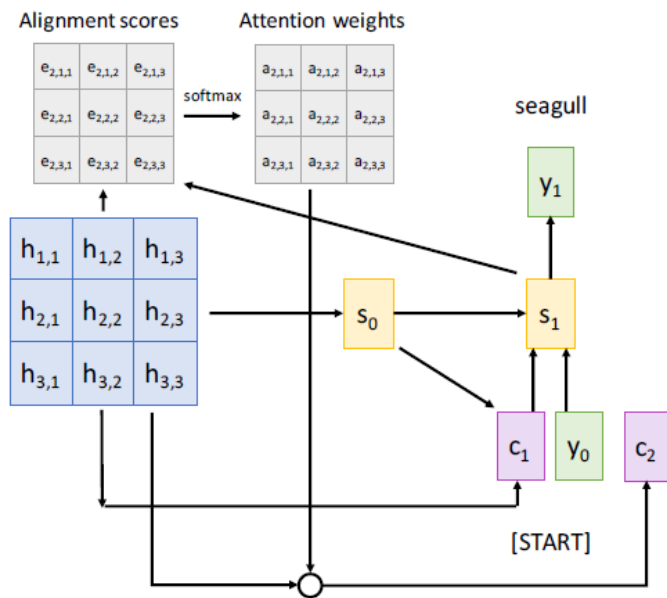 Alignment scores
Attention weights
e2,1,1 e2,1,2 e2,1,3
e2,2,1 e2,2,2 e2,2,3
e2,3,1 e2,3,2 e2,3,3
softmax
a2,1,1 a2,1,2 a2,1,3
a2,2,1 a2,2,2 a2,2,3
a2,3,1 a2,3,2 a2,3,3
seagull
y1
h1,1 h1,2 h1,3
h2,1 h2,2 h2,3
h3,1 h3,2 h3,3
s0
s1
c1
y0
c2
[START]